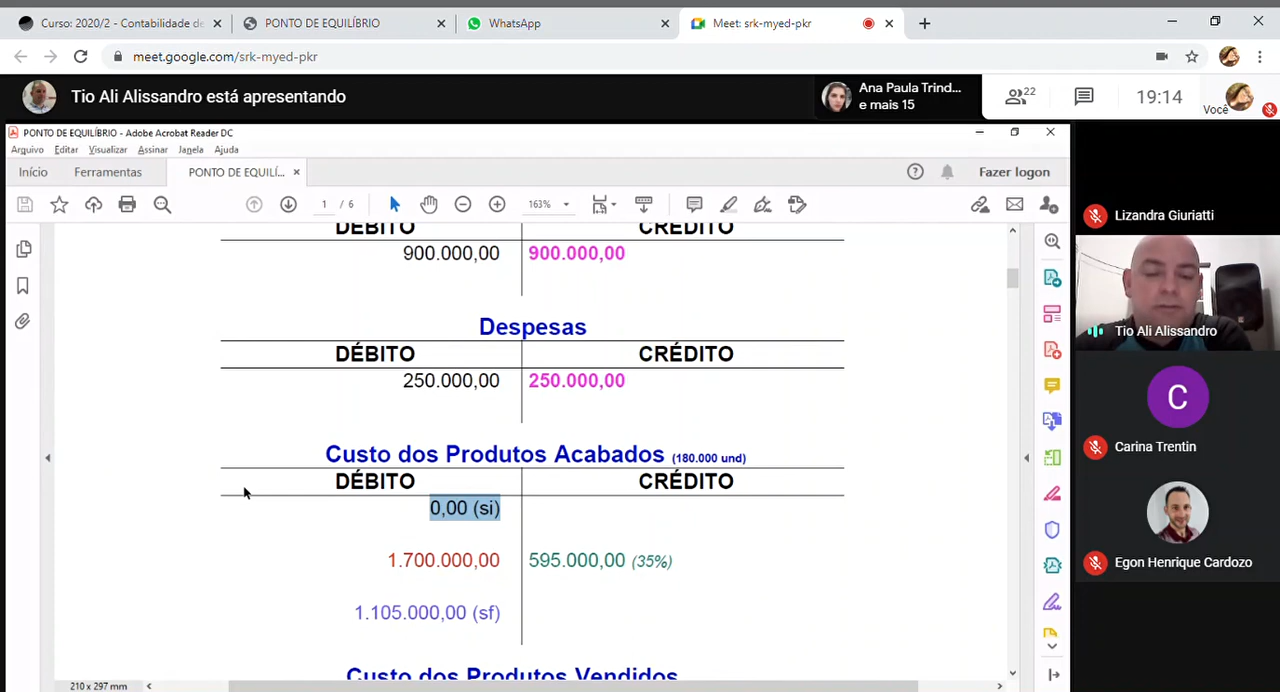 Curso: 2020/2 - Contabilidade de
PONTO DE EQUILÍBRIO
WhatsApp
Meet: srk-myed-pkr
meet.google.com/srk-myed-pkr
Tio Ali Alissandro está apresentando
Ana Paula Trind...
e mais 15
22
19:14
Você
PONTO DE EQUILÍBRIO - Adobe Acrobat Reader DC
Arquivo Editar Visualizar Assinar Janela Ajuda
Início Ferramentas PONTO DE EQUILÍ...
Fazer logon
1 / 6
163%
DÉBITO CRÉDITO
900.000,00 900.000,00
Despesas
DÉBITO CRÉDITO
250.000,00 250.000,00
Custo dos Produtos Acabados (180.000 und)
DÉBITO CRÉDITO
0,00 (si)
1.700.000,00 595.000,00 (35%)
1.105.000,00 (sf)
Custo dos Produtos Vendidos
210 x 297 mm
Lizandra Giuriatti
Tio Ali Alissandro
C
Carina Trentin
Egon Henrique Cardozo